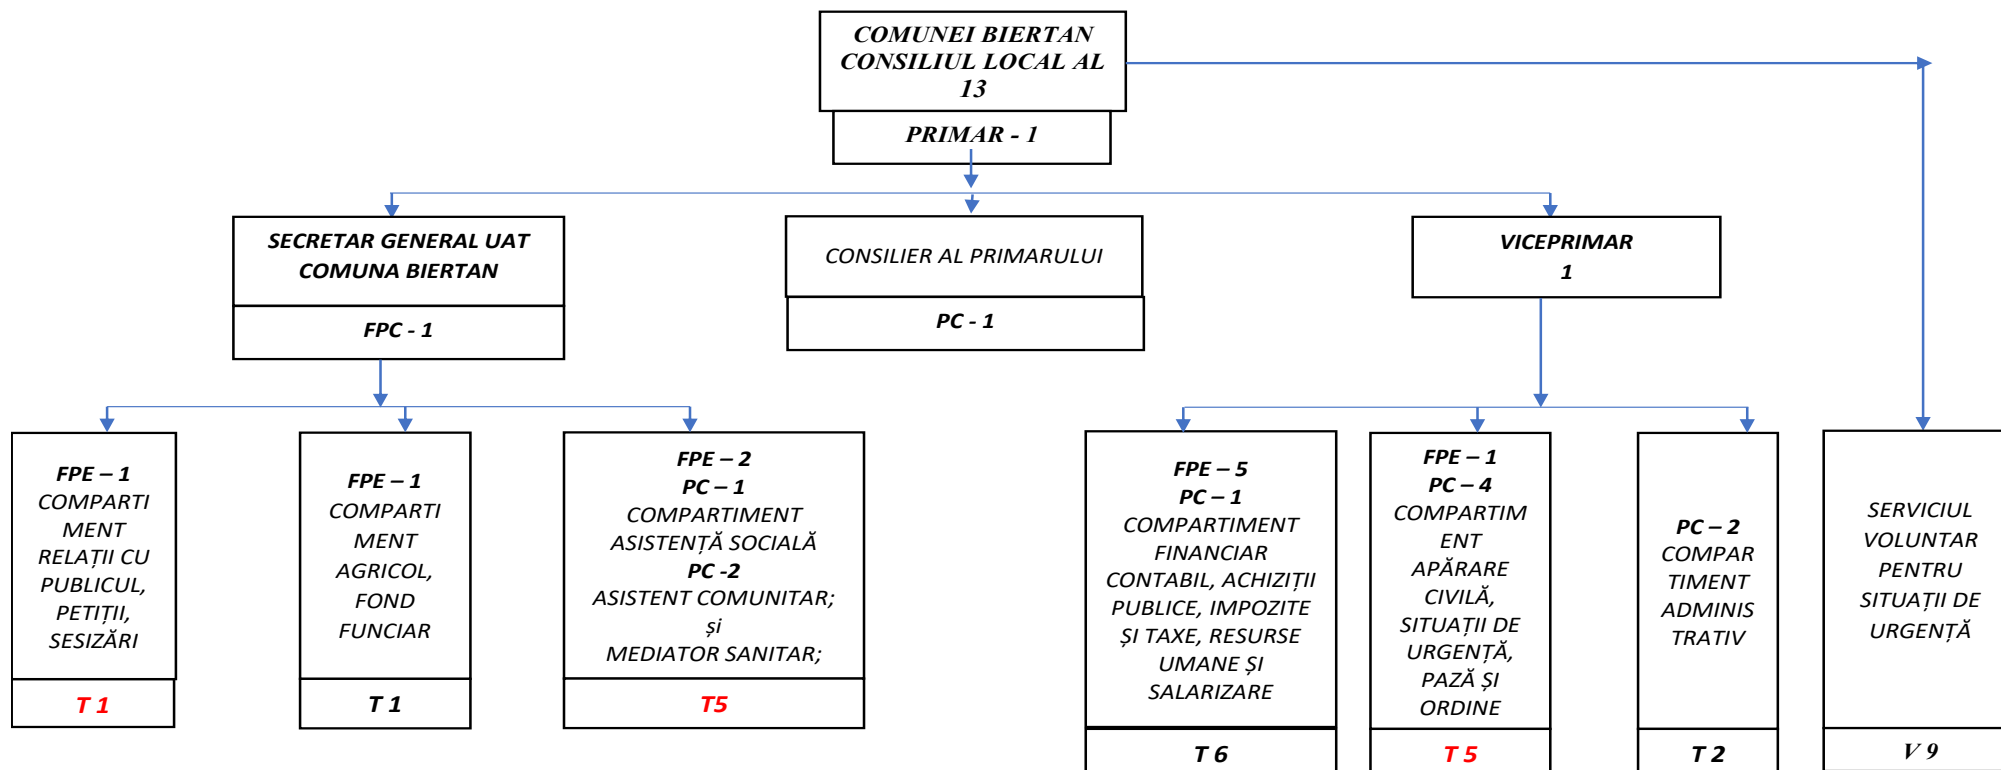 COMUNEI BIERTAN
CONSILIUL LOCAL AL
13
PRIMAR - 1
SECRETAR GENERAL UAT
COMUNA BIERTAN
FPC - 1
CONSILIER AL PRIMARULUI
PC - 1
VICEPRIMAR
1
FPE – 1
COMPARTI
MENT
RELAȚII CU
PUBLICUL,
PETIȚII,
SESIZĂRI
T 1
FPE – 1
COMPARTI
MENT
AGRICOL,
FOND
FUNCIAR
T 1
FPE – 2
PC – 1
COMPARTIMENT
ASISTENȚĂ SOCIALĂ
PC -2
ASISTENT COMUNITAR;
și
MEDIATOR SANITAR;
T5
FPE – 5
PC – 1
COMPARTIMENT
FINANCIAR
CONTABIL, ACHIZIȚII
PUBLICE, IMPOZITE
ȘI TAXE, RESURSE
UMANE ȘI
SALARIZARE
T 6
FPE – 1
PC – 4
COMPARTIM
ENT
APĂRARE
CIVILĂ,
SITUAȚII DE
URGENȚĂ,
PAZĂ ȘI
ORDINE
T 5
PC – 2
COMPAR
TIMENT
ADMINIS
TRATIV
T 2
SERVICIUL
VOLUNTAR
PENTRU
SITUAȚII DE
URGENȚĂ
V 9